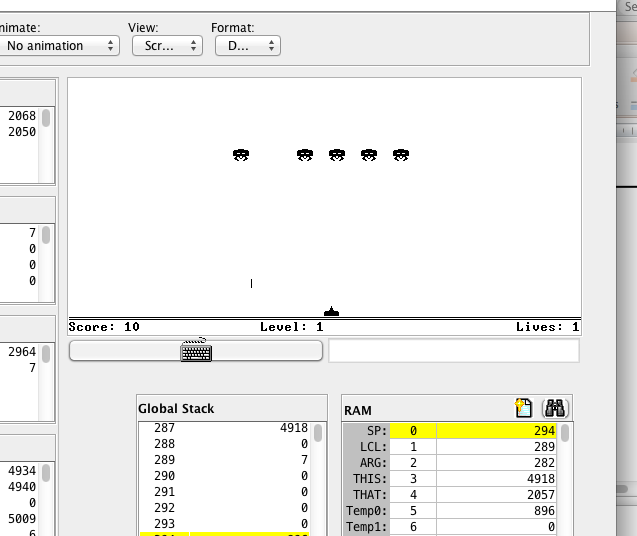 nimate: View: Format:
No animation Scr... D...
2068
2050
7
0
0
0
Score: 10 Level: 1 Lives: 1
2964
7
Global Stack
287 4918
288 0
289 7
290 0
291 0
292 0
293 0
RAM
SP: 0 294
LCL: 1 289
ARG: 2 282
THIS: 3 4918
THAT: 4 2057
Temp0: 5 896
Temp1: 6 0
4934
4940
0
5009
6
Se